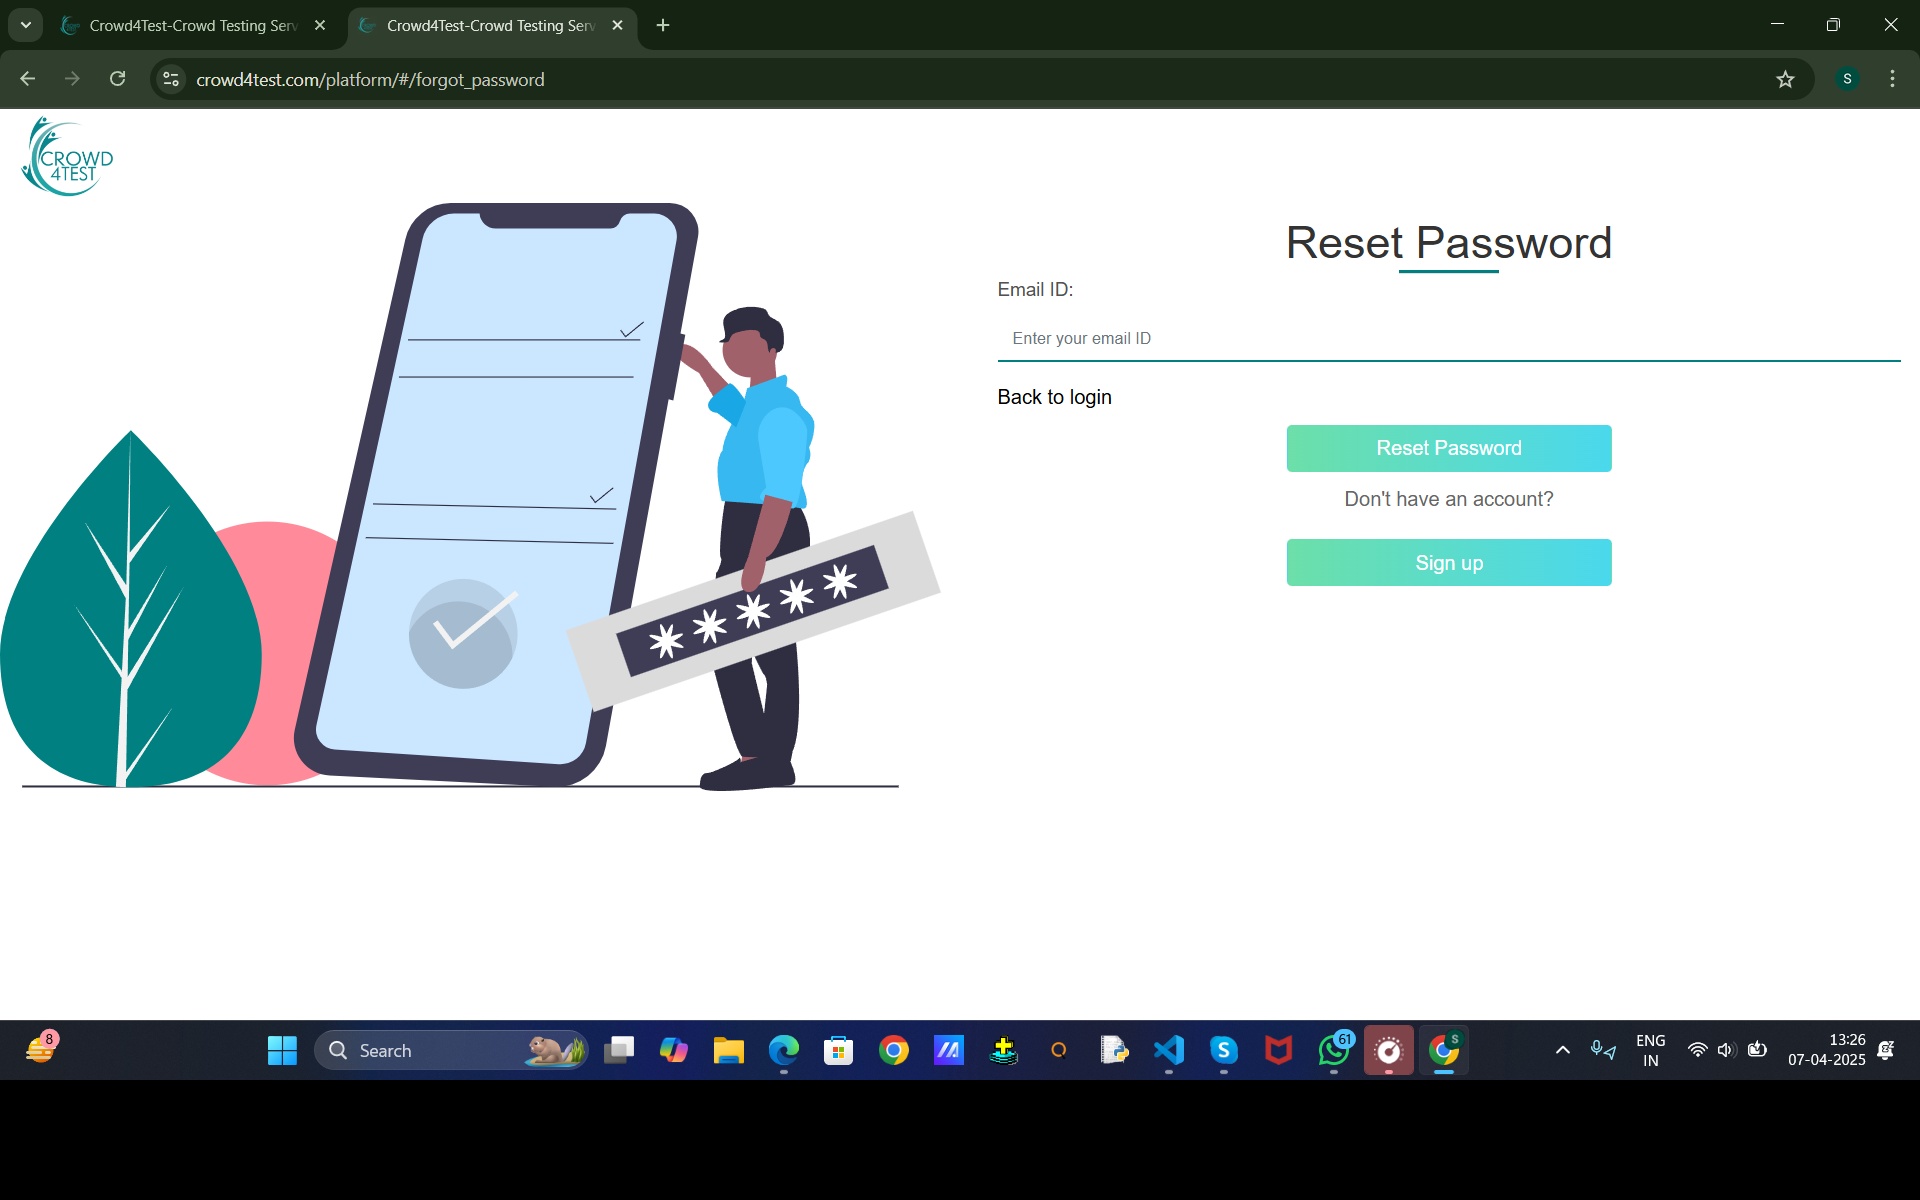 Crowd4Test-Crowd Testing Serv
Crowd4Test-Crowd Testing Serv
crowd4test.com/platform/#/forgot_password
S
CROWD
4TEST
Reset Password
Email ID:
Enter your email ID
Back to login
Reset Password
Don't have an account?
Sign up
8
Search
61
S
S
ENG
IN
13:26
07-04-2025